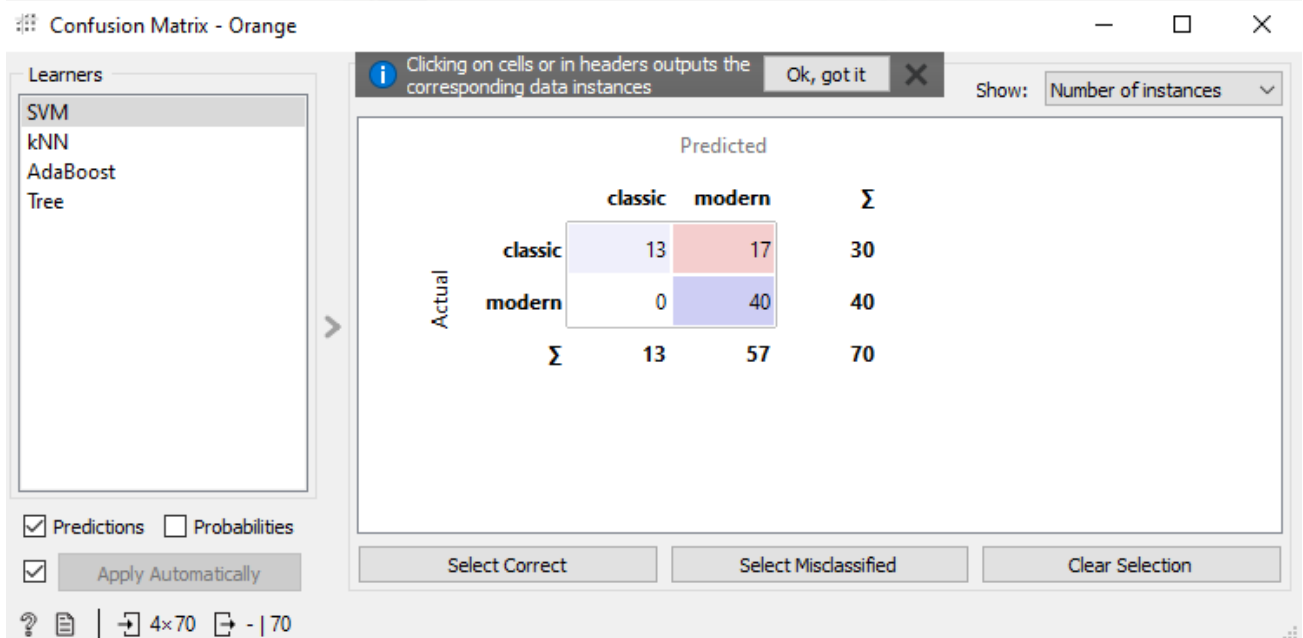 Confusion Matrix - Orange
Learners
SVM
kNN
AdaBoost
Tree
Predictions
Probabilities
Apply Automatically
4×70
- | 70
Clicking on cells or in headers outputs the
corresponding data instances
Ok, got it
Show: Number of instances
Predicted
classic modern Σ
Actual
classic 13 17 30
modern 0 40 40
Σ 13 57 70
Select Correct
Select Misclassified
Clear Selection